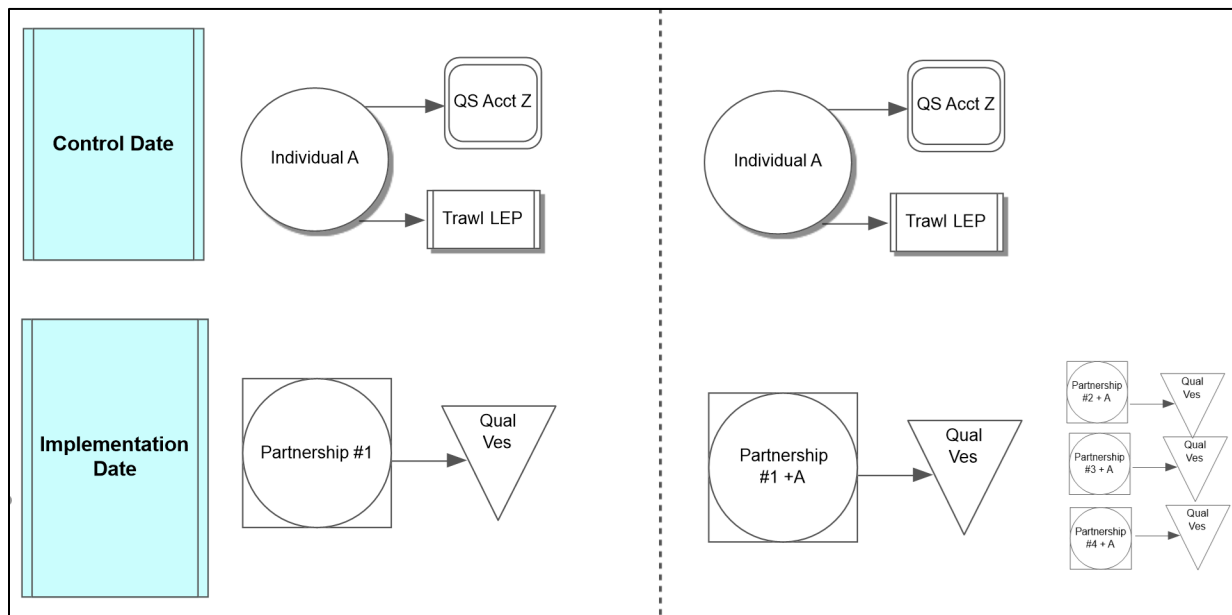 Control Date
Individual A
QS Acct Z
Trawl LEP
Individual A
QS Acct Z
Trawl LEP
Implementation
Date
Partnership #1
Qual
Ves
Partnership
#1 +A
Qual
Ves
Partnership
#2 + A
Qual
Ves
Partnership
#3 + A
Qual
Ves
Partnership
#4 + A
Qual
Ves